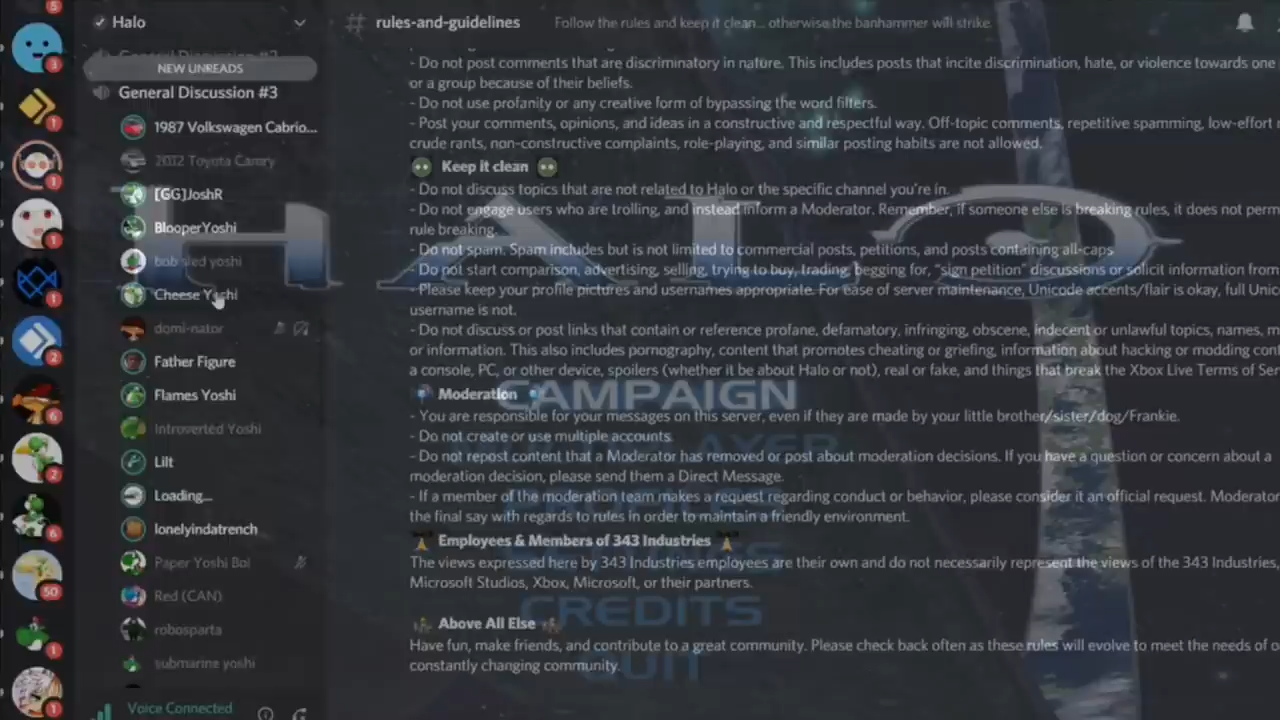 Halo
# rules-and-guidelines
Follow the rules and keep it clean... otherwise the banhammer will strike.
General Discussion #2
NEW UNREADS
General Discussion #3
1987 Volkswagen Cabrio...
2012 Toyota Camry
[GG]JoshR
BlooperYoshi
bob sled yoshi
Cheese Yoshi
domi-nator
Father Figure
Flames Yoshi
Introverted Yoshi
Lilt
Loading...
lonelyindatrench
Paper Yoshi Boi
Red (CAN)
robosparta
submarine yoshi
Voice Connected
5
3
1
1
1
1
2
6
2
6
50
1
1
- Do not post comments that are discriminatory in nature. This includes posts that incite discrimination, hate, or violence towards one
or a group because of their beliefs.
- Do not use profanity or any creative form of bypassing the word filters.
- Post your comments, opinions, and ideas in a constructive and respectful way. Off-topic comments, repetitive spamming, low-effort
crude rants, non-constructive complaints, role-playing, and similar posting habits are not allowed.
Keep it clean
- Do not discuss topics that are not related to Halo or the specific channel you're in.
- Do not engage users who are trolling, and instead inform a Moderator. Remember, if someone else is breaking rules, it does not perm
rule breaking.
- Do not spam. Spam includes but is not limited to commercial posts, petitions, and posts containing all-caps
- Do not start comparison, advertising, selling, trying to buy, trading, begging for, "sign petition" discussions or solicit information from
- Please keep your profile pictures and usernames appropriate. For ease of server maintenance, Unicode accents/flair is okay, full Unic
username is not.
- Do not discuss or post links that contain or reference profane, defamatory, infringing, obscene, indecent or unlawful topics, names, m
or information. This also includes pornography, content that promotes cheating or griefing, information about hacking or modding cont
a console, PC, or other device, spoilers (whether it be about Halo or not), real or fake, and things that break the Xbox Live Terms of Ser
Moderation
- You are responsible for your messages on this server, even if they are made by your little brother/sister/dog/Frankie.
- Do not create or use multiple accounts.
- Do not repost content that a Moderator has removed or post about moderation decisions. If you have a question or concern about a
moderation decision, please send them a Direct Message.
- If a member of the moderation team makes a request regarding conduct or behavior, please consider it an official request. Moderator
the final say with regards to rules in order to maintain a friendly environment.
Employees & Members of 343 Industries
The views expressed here by 343 Industries employees are their own and do not necessarily represent the views of the 343 Industries,
Microsoft Studios, Xbox, Microsoft, or their partners.
Above All Else
Have fun, make friends, and contribute to a great community. Please check back often as these rules will evolve to meet the needs of o
constantly changing community.
HALO
CAMPAIGN
PROFILES
CREDITS
QUIT